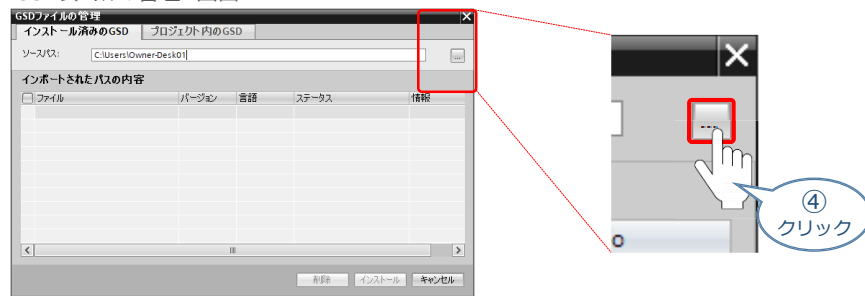 GSDファイルの管理
インストール済みのGSD プロジェクト内のGSD
ソースパス: C:\Users\Owner-Desk01
...
インポートされたパスの内容
ファイル バージョン 言語 ステータス 情報
削除 インストール キャンセル
④
クリック